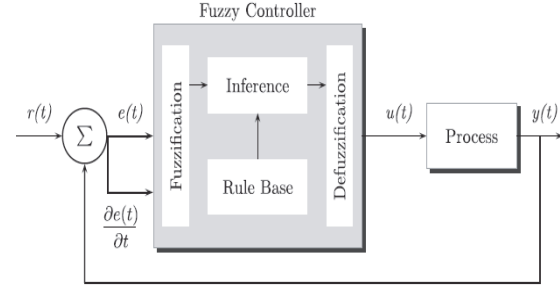 Fuzzy Controller
r(t)
Σ
e(t)
∂e(t)
∂t
Fuzzification
Inference
Rule Base
Defuzzification
u(t)
Process
y(t)